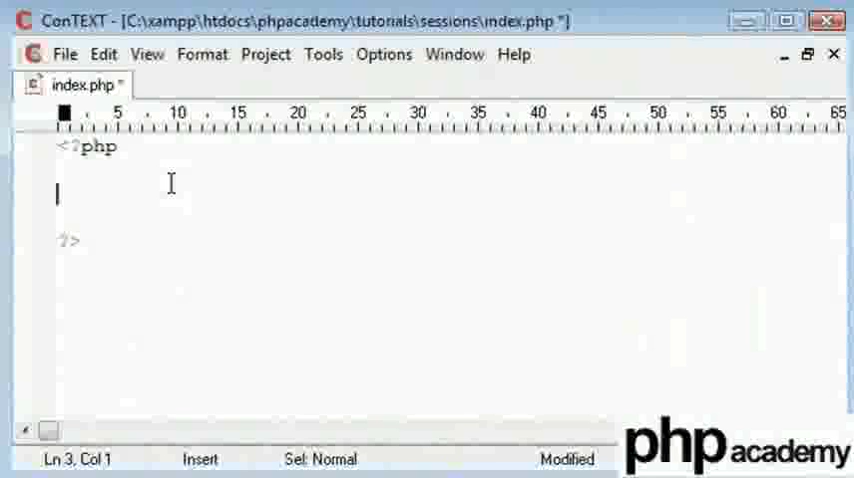 ConTEXT - [C:\xampp\htdocs\phpacademy\tutorials\sessions\index.php *]
File Edit View Format Project Tools Options Window Help
index.php *
5 10 15 20 25 30 35 40 45 50 55 60 65
<?php
?>
Ln 3, Col 1 Insert Sel: Normal Modified
php academy